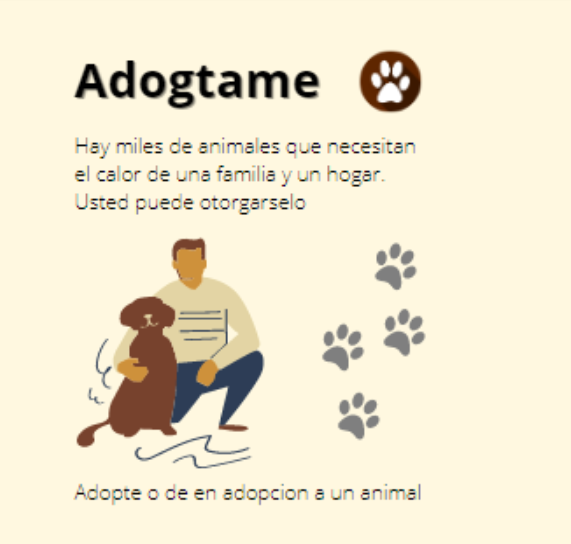 Adogtame
Hay miles de animales que necesitan
el calor de una familia y un hogar.
Usted puede otorgarselo
Adopte o de en adopcion a un animal